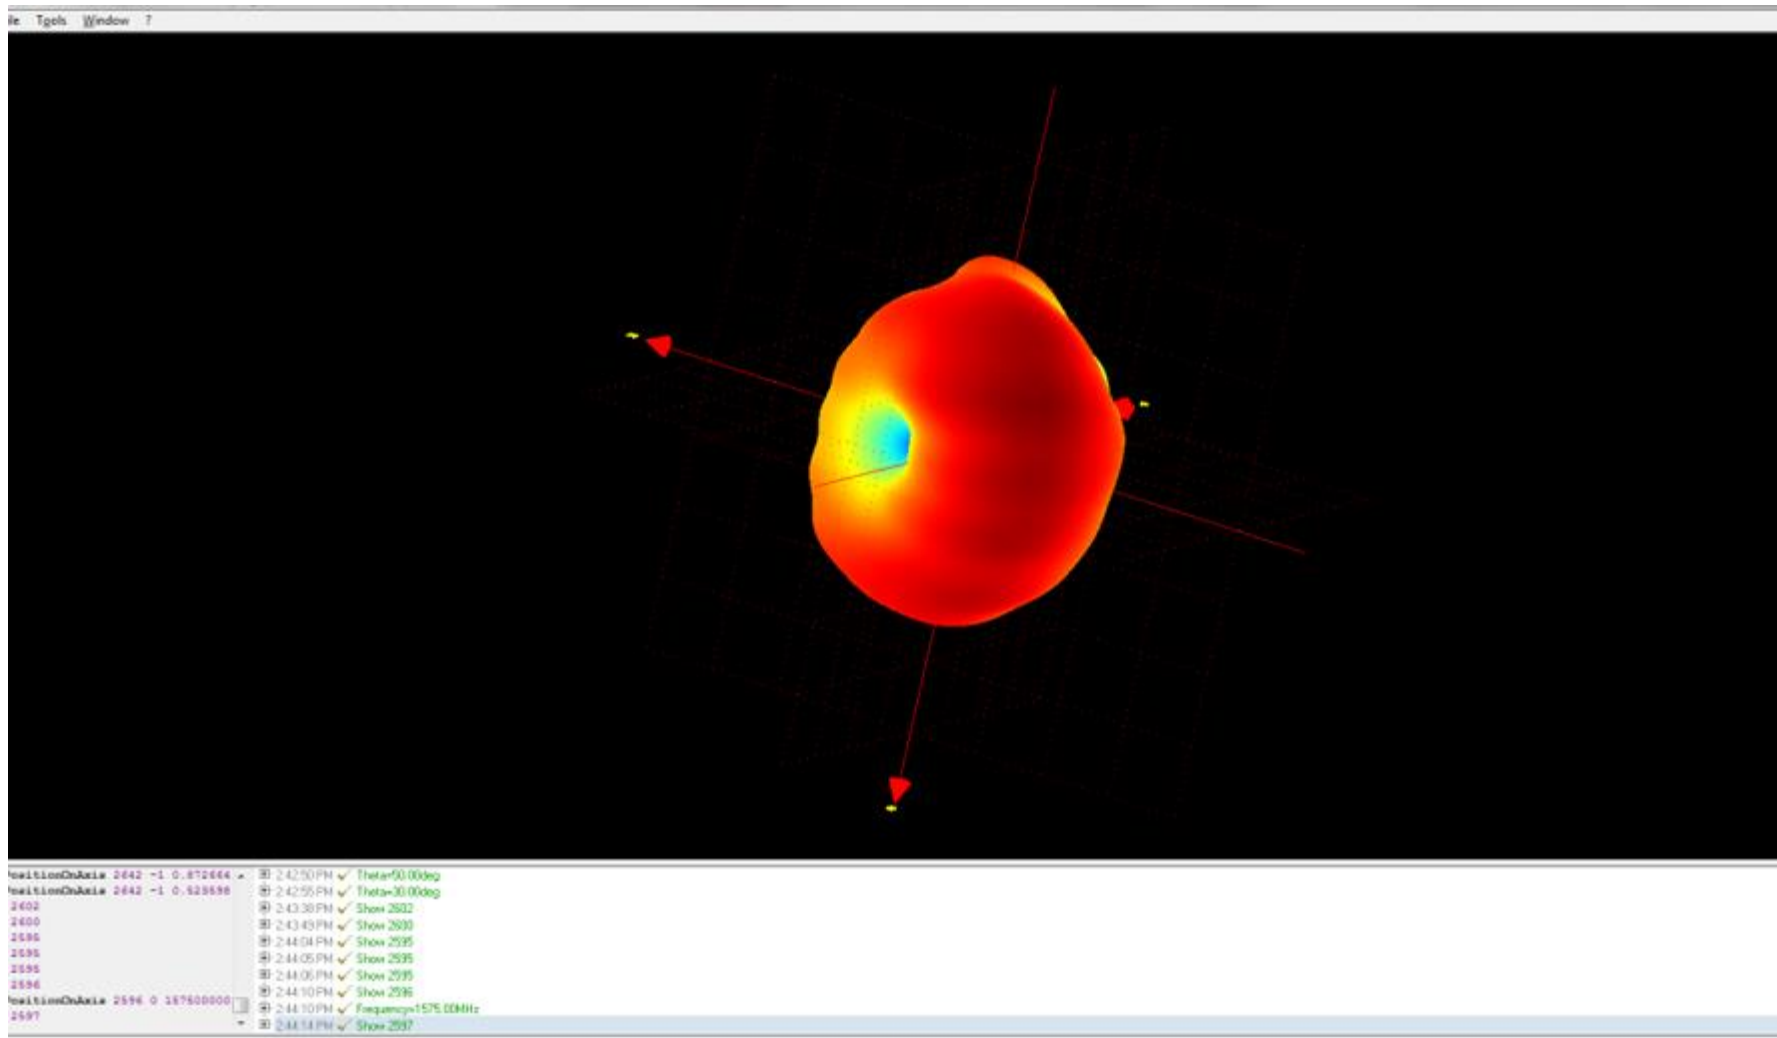 ile Tools Window ?
PositionOnAxis 2642 -1 0.872664
PositionOnAxis 2642 -1 0.523598
2602
2600
2595
2595
2595
2596
PositionOnAxis 2596 0 157500000
2597
2:42:50 PM Theta=50.00deg
2:42:55 PM Theta=30.00deg
2:43:38 PM Show 2602
2:43:49 PM Show 2600
2:44:04 PM Show 2595
2:44:05 PM Show 2595
2:44:06 PM Show 2595
2:44:10 PM Show 2596
2:44:10 PM Frequency=1575.00MHz
2:44:14 PM Show 2597